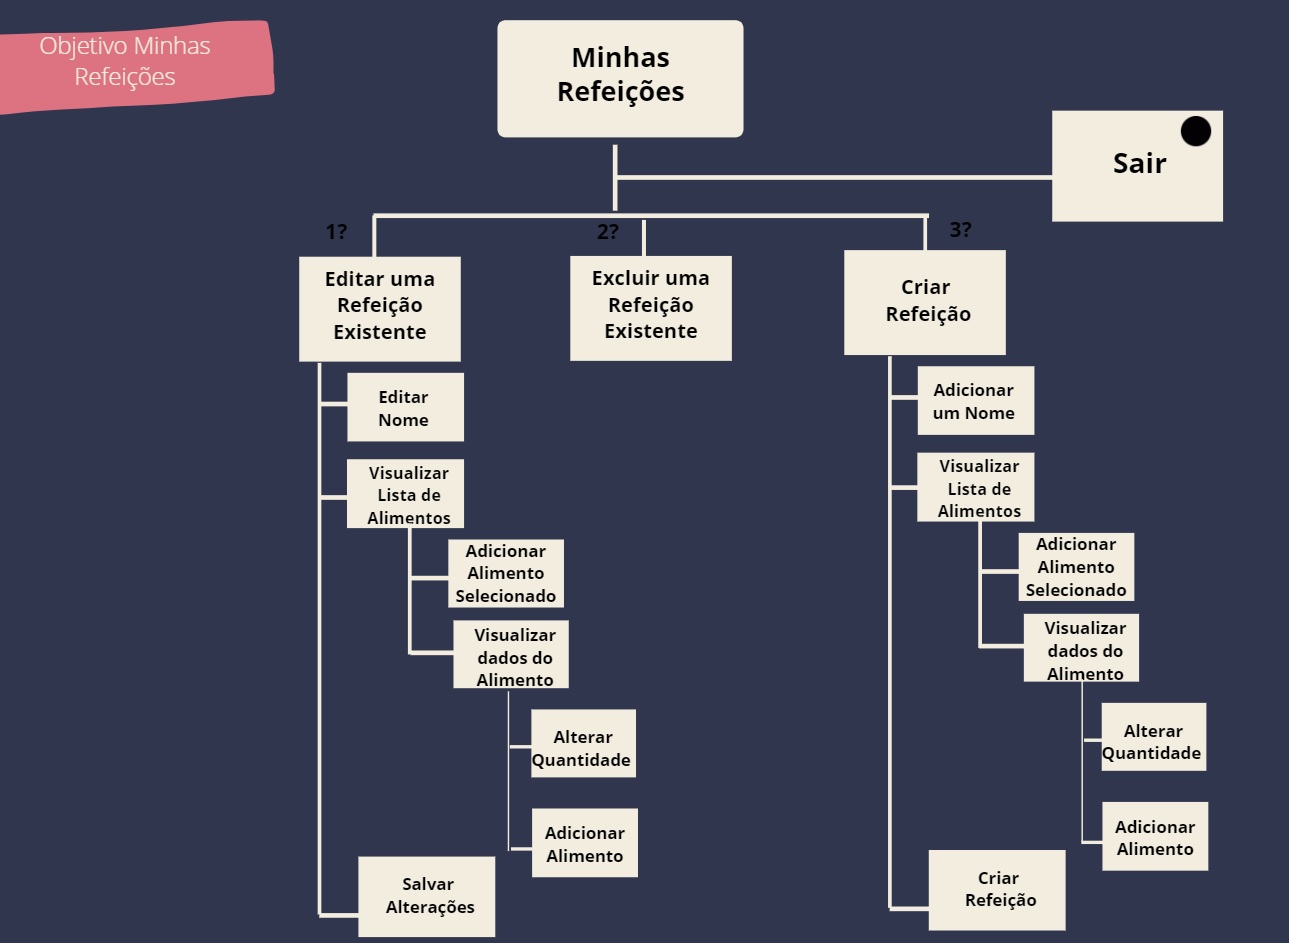 Objetivo Minhas
Refeições
Minhas
Refeições
Sair
1?
2?
3?
Editar uma
Refeição
Existente
Excluir uma
Refeição
Existente
Criar
Refeição
Editar
Nome
Visualizar
Lista de
Alimentos
Adicionar
Alimento
Selecionado
Visualizar
dados do
Alimento
Alterar
Quantidade
Adicionar
Alimento
Salvar
Alterações
Adicionar
um Nome
Visualizar
Lista de
Alimentos
Adicionar
Alimento
Selecionado
Visualizar
dados do
Alimento
Alterar
Quantidade
Adicionar
Alimento
Criar
Refeição